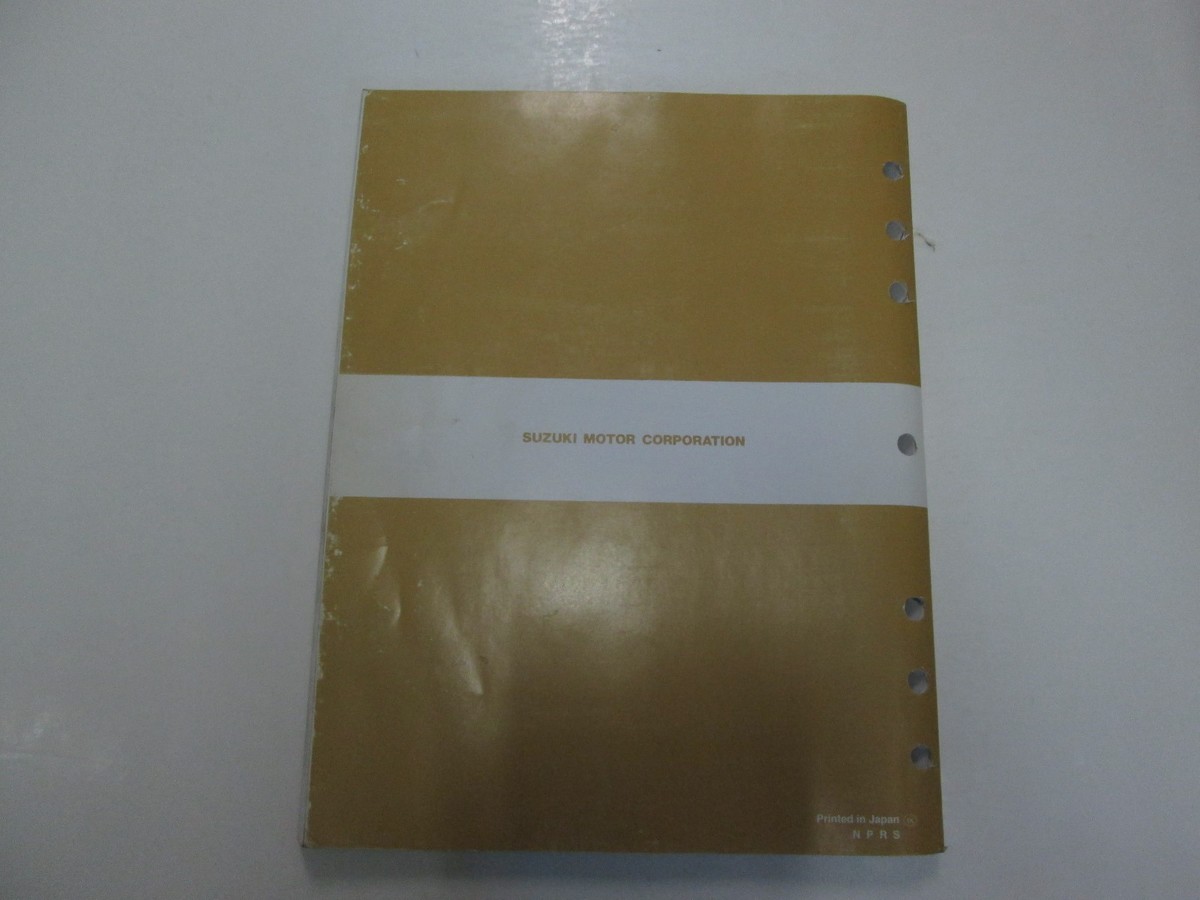 SUZUKI MOTOR CORPORATION
Printed in Japan
N P R S